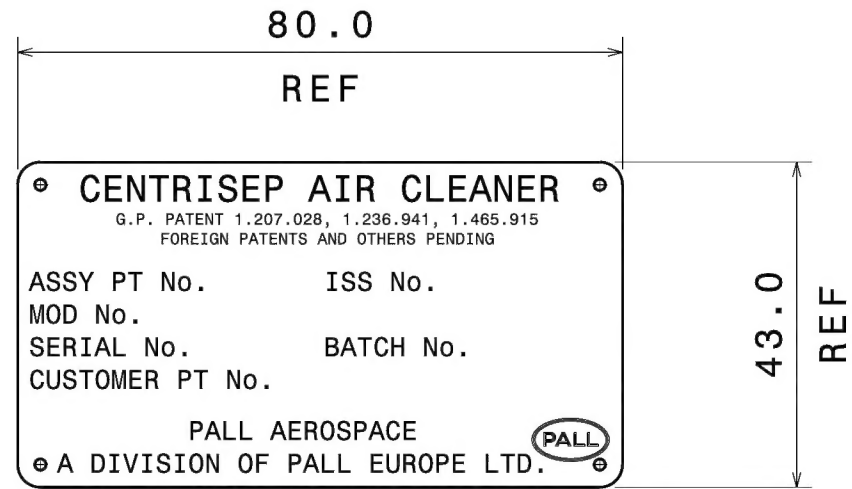 80.0
REF
CENTRISEP AIR CLEANER
G.P. PATENT 1.207.028, 1.236.941, 1.465.915
FOREIGN PATENTS AND OTHERS PENDING
ASSY PT No. ISS No.
MOD No.
SERIAL No. BATCH No.
CUSTOMER PT No.
PALL AEROSPACE
PALL
A DIVISION OF PALL EUROPE LTD.
43.0
REF